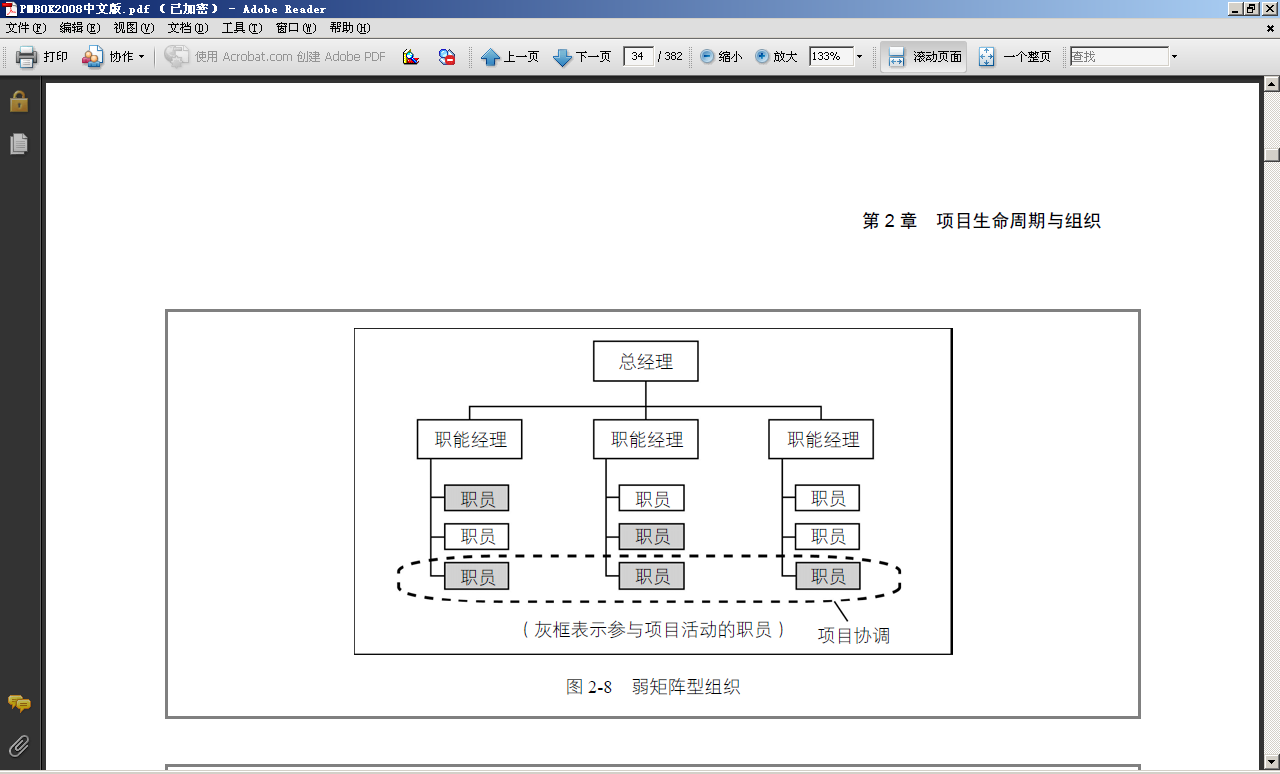 PMBOK2008中文版.pdf （已加密） - Adobe Reader
文件(F) 编辑(E) 视图(V) 文档(D) 工具(T) 窗口(W) 帮助(H)
打印 协作 使用 Acrobat.com 创建 Adobe PDF 上一页 下一页 34 / 382 缩小 放大 133% 滚动页面 一个整页 查找
第 2 章 项目生命周期与组织
总经理
职能经理 职能经理 职能经理
职员 职员 职员
职员 职员 职员
职员 职员 职员
（灰框表示参与项目活动的职员）
项目协调
图 2-8 弱矩阵型组织